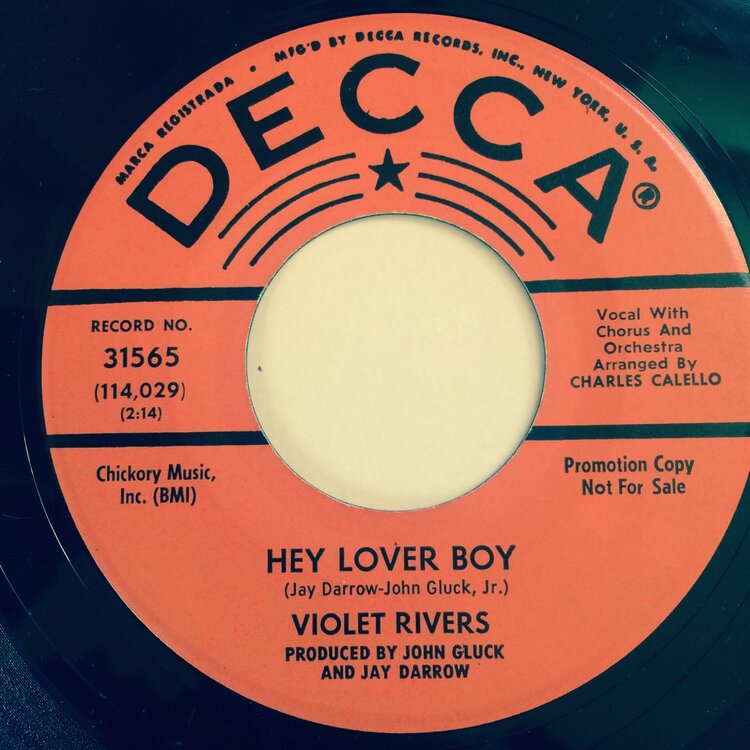 MARCA REGISTRADA • MFG'D BY DECCA RECORDS, INC., NEW YORK, U. S. A.
DECCA®
RECORD NO.
31565
(114,029)
(2:14)
Vocal With
Chorus And
Orchestra
Arranged By
CHARLES CALELLO
Chickory Music,
Inc. (BMI)
Promotion Copy
Not For Sale
HEY LOVER BOY
(Jay Darrow-John Gluck, Jr.)
VIOLET RIVERS
PRODUCED BY JOHN GLUCK
AND JAY DARROW